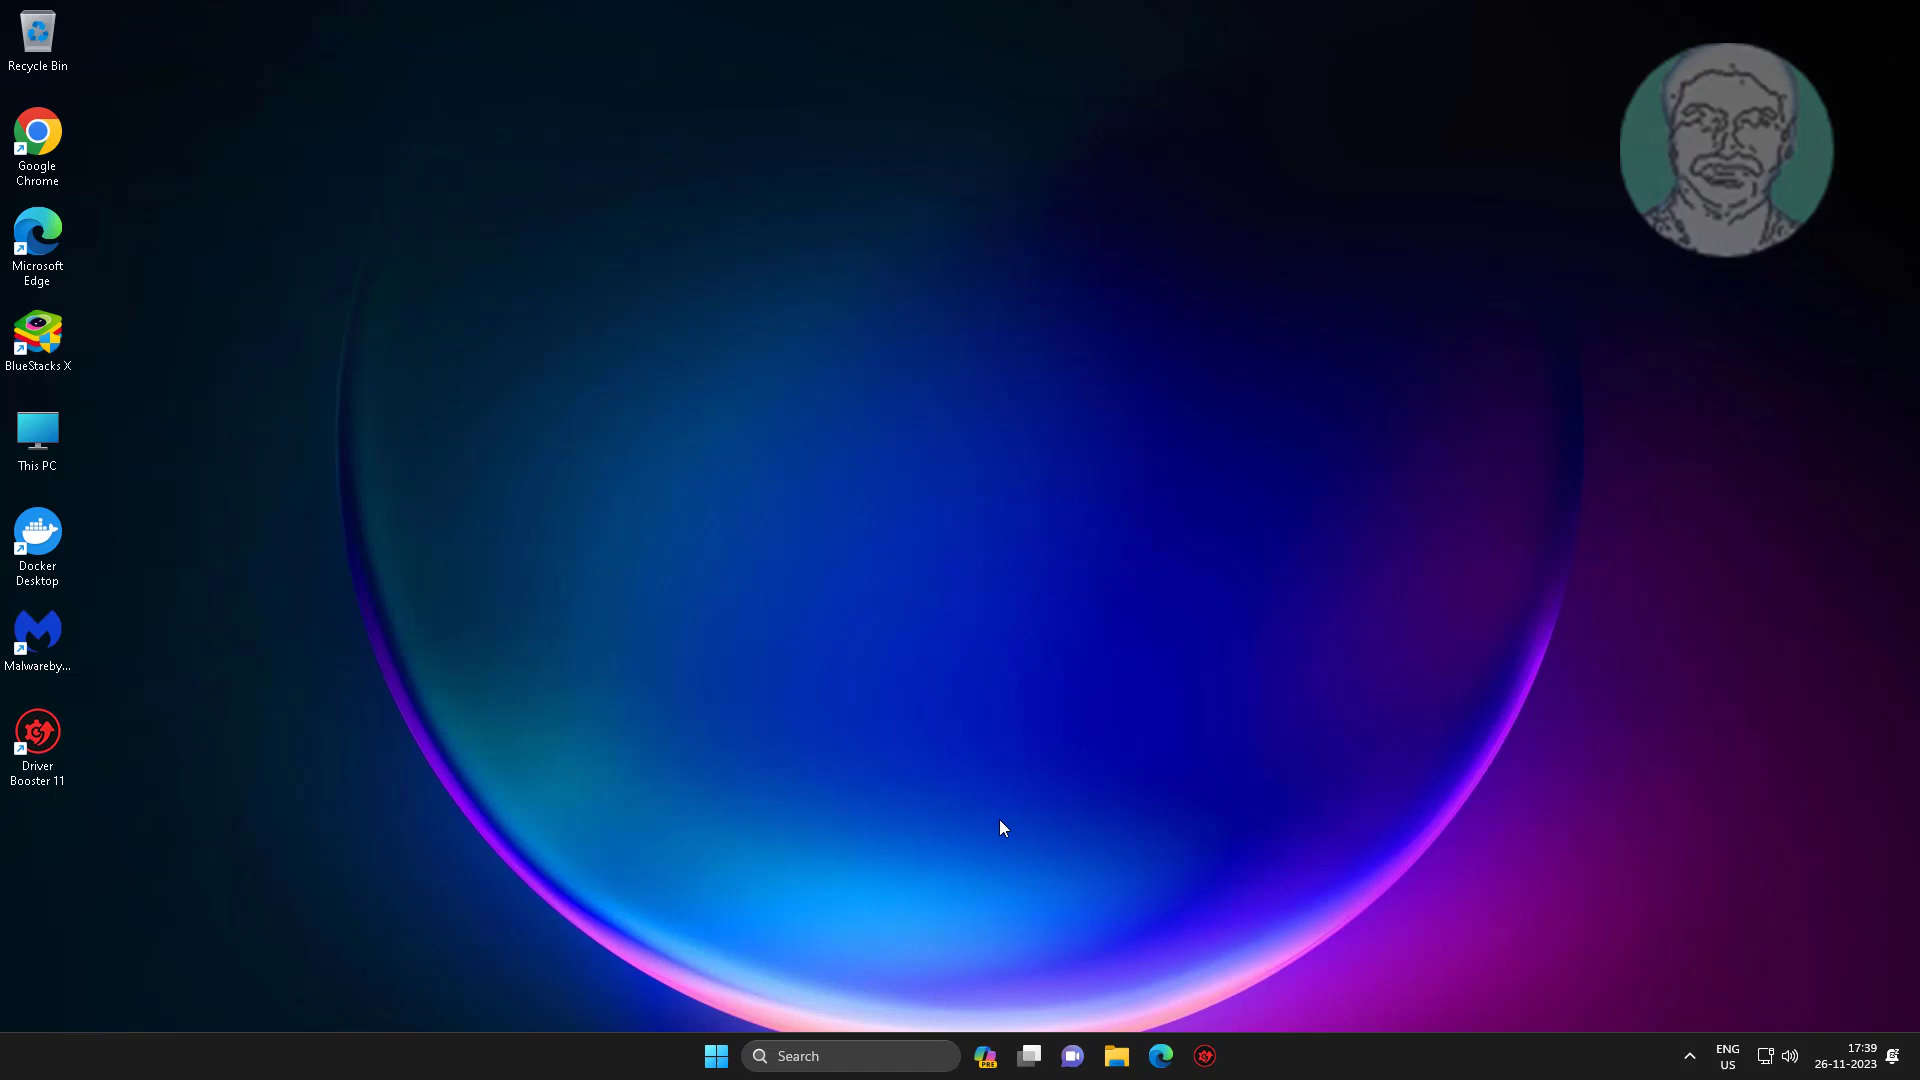 Recycle Bin
Google
Chrome
Microsoft
Edge
BlueStacks X
This PC
Docker
Desktop
Malwareby...
Driver
Booster 11
Search
PRE
ENG
US
17:39
26-11-2023